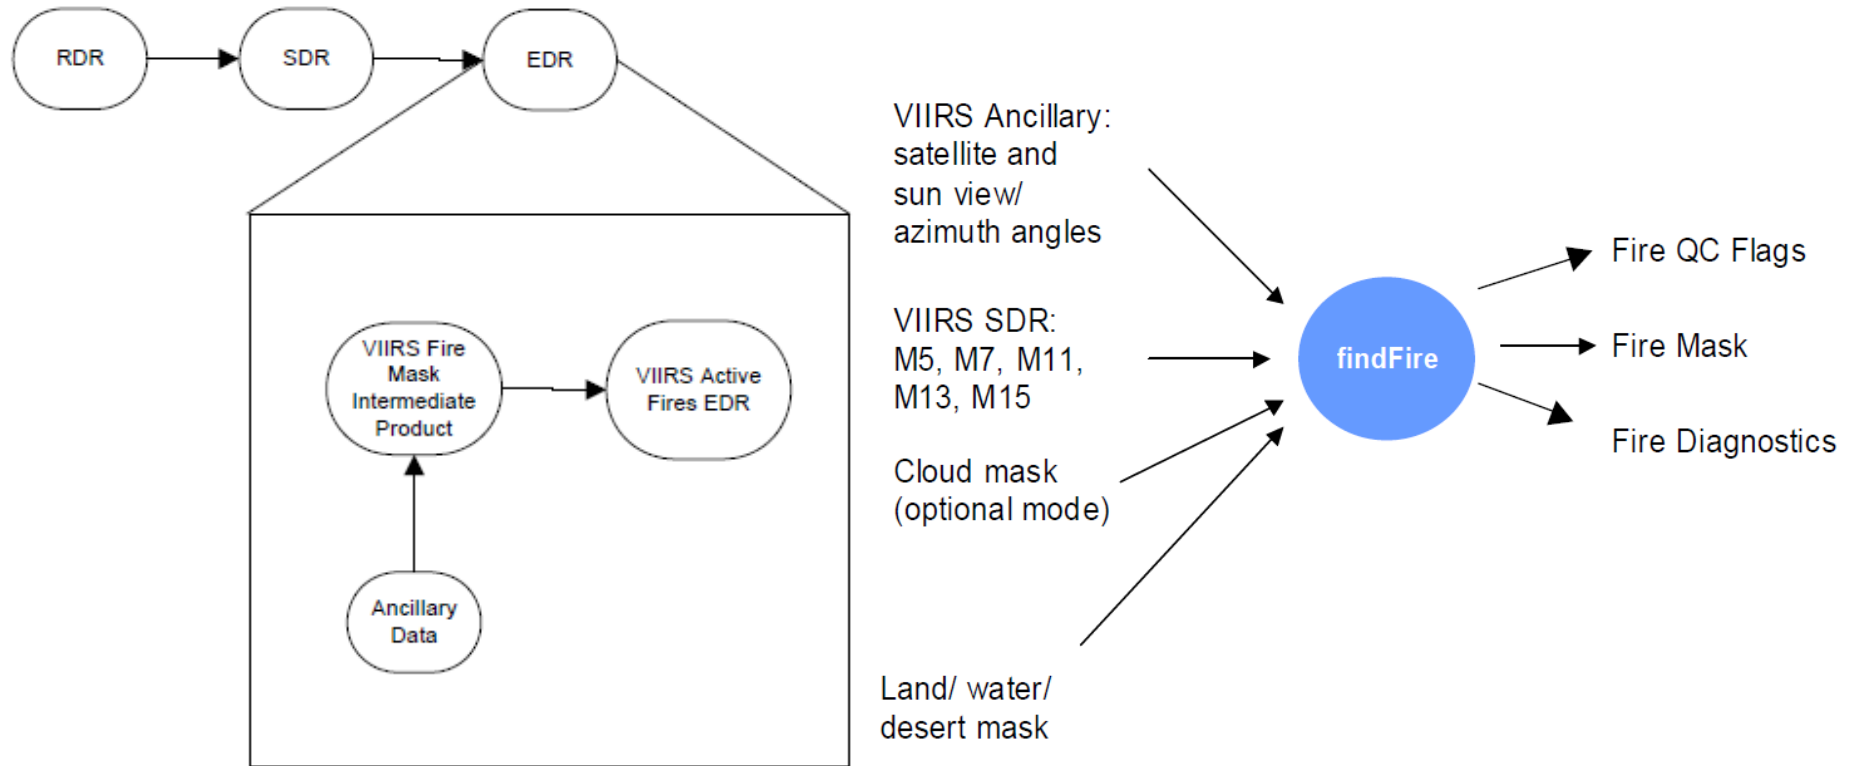 RDR
SDR
EDR
VIIRS Fire
Mask
Intermediate
Product
VIIRS Active
Fires EDR
Ancillary
Data
VIIRS Ancillary:
satellite and
sun view/
azimuth angles
VIIRS SDR:
M5, M7, M11,
M13, M15
Cloud mask
(optional mode)
Land/ water/
desert mask
findFire
Fire QC Flags
Fire Mask
Fire Diagnostics